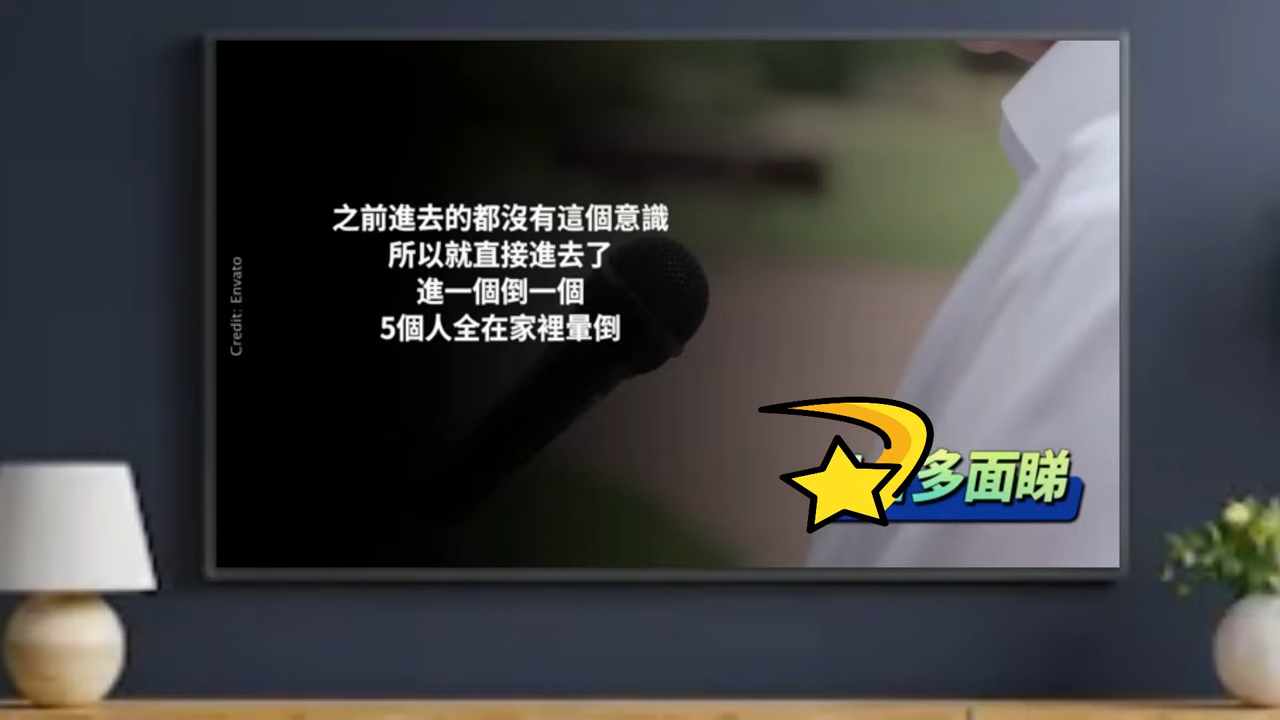 Credit: Envato
之前進去的都沒有這個意識
所以就直接進去了
進一個倒一個
5個人全在家裡暈倒
多面睇